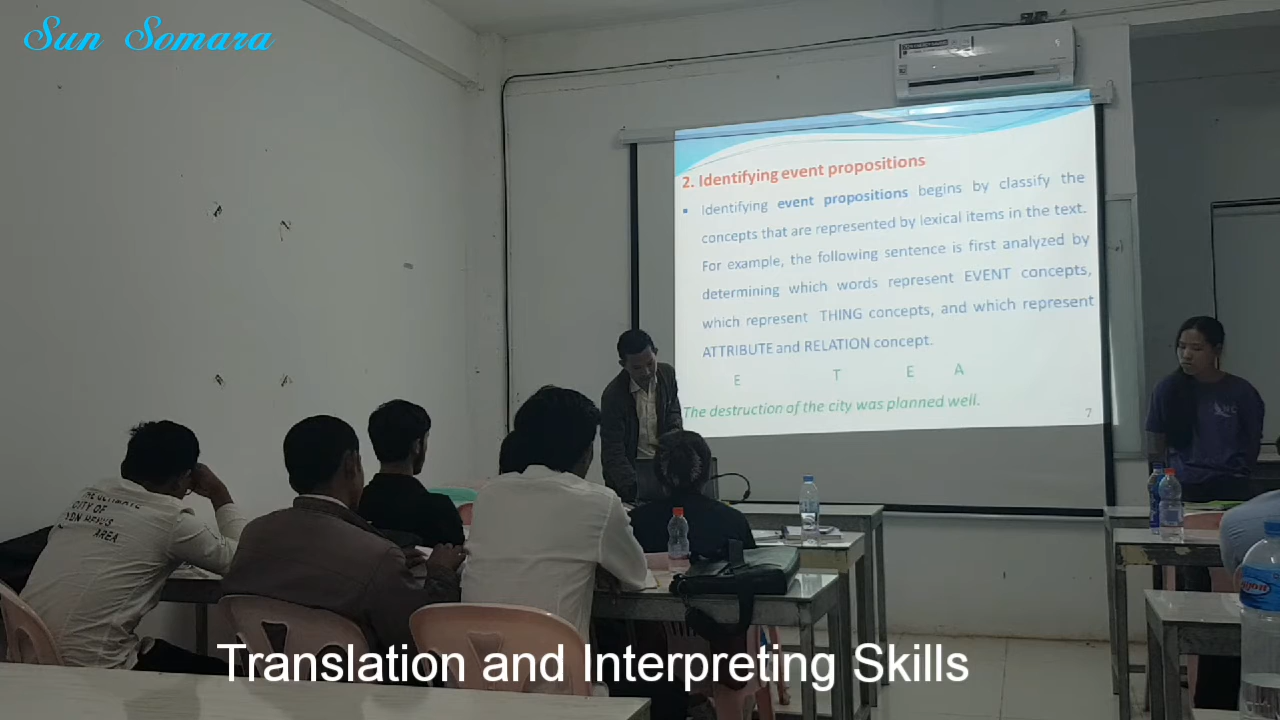 Sun Somara
2. Identifying event propositions
▪ Identifying event propositions begins by classify the
concepts that are represented by lexical items in the text.
For example, the following sentence is first analyzed by
determining which words represent EVENT concepts,
which represent THING concepts, and which represent
ATTRIBUTE and RELATION concept.
E T E A
The destruction of the city was planned well.
7
THE ULTIMATE
CITY OF
AREA
Translation and Interpreting Skills